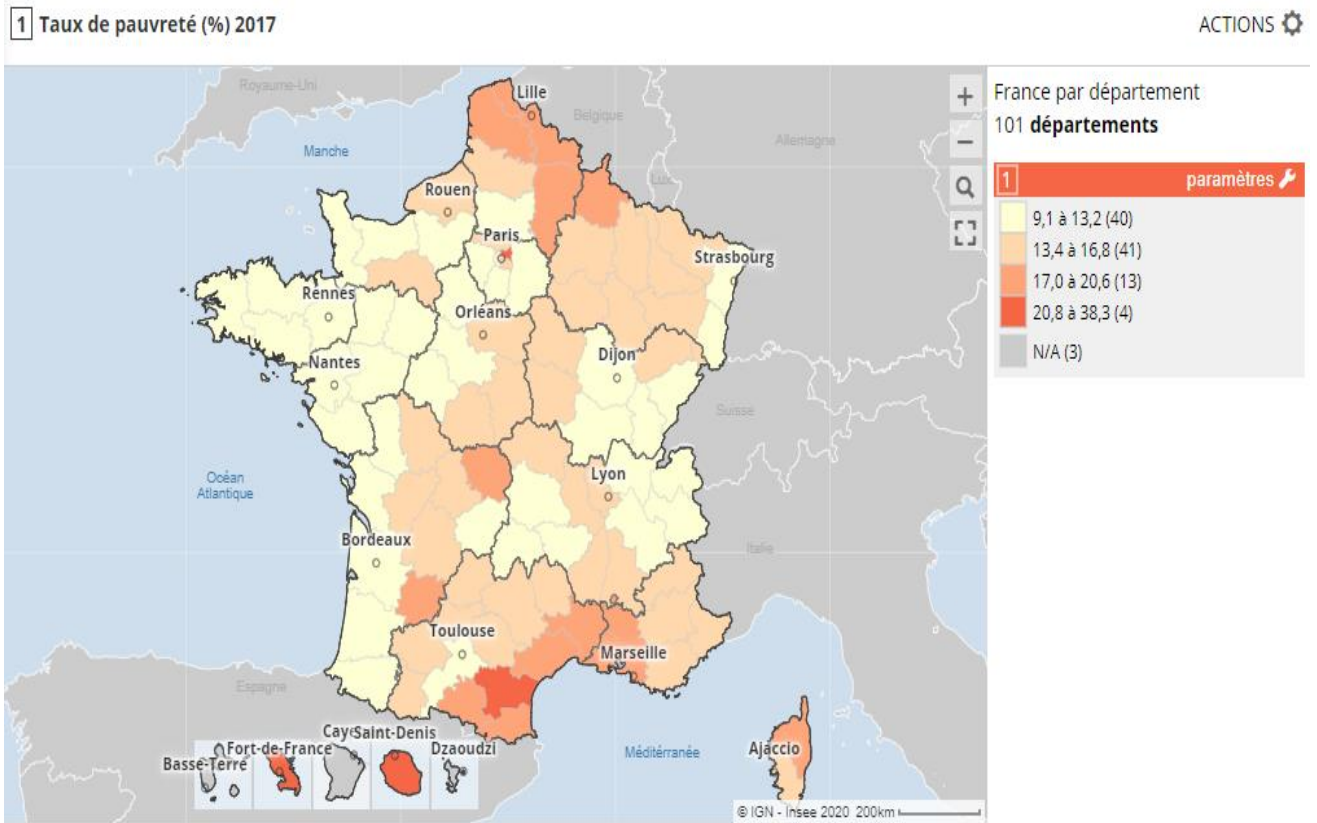 1 Taux de pauvreté (%) 2017
ACTIONS
Royaume-Uni
Lille
Belgique
Allemagne
Manche
Lux.
Rouen
Paris
Strasbourg
Rennes
Orléans
Nantes
Dijon
Suisse
Océan
Atlantique
Lyon
Bordeaux
Italie
Toulouse
Marseille
Espagne
Basse-Terre
Fort-de-France
Saint-Denis
Dzaoudzi
Méditérranée
Ajaccio
© IGN - Insee 2020 200km
+
−
France par département
101 départements
1 paramètres
9,1 à 13,2 (40)
13,4 à 16,8 (41)
17,0 à 20,6 (13)
20,8 à 38,3 (4)
N/A (3)